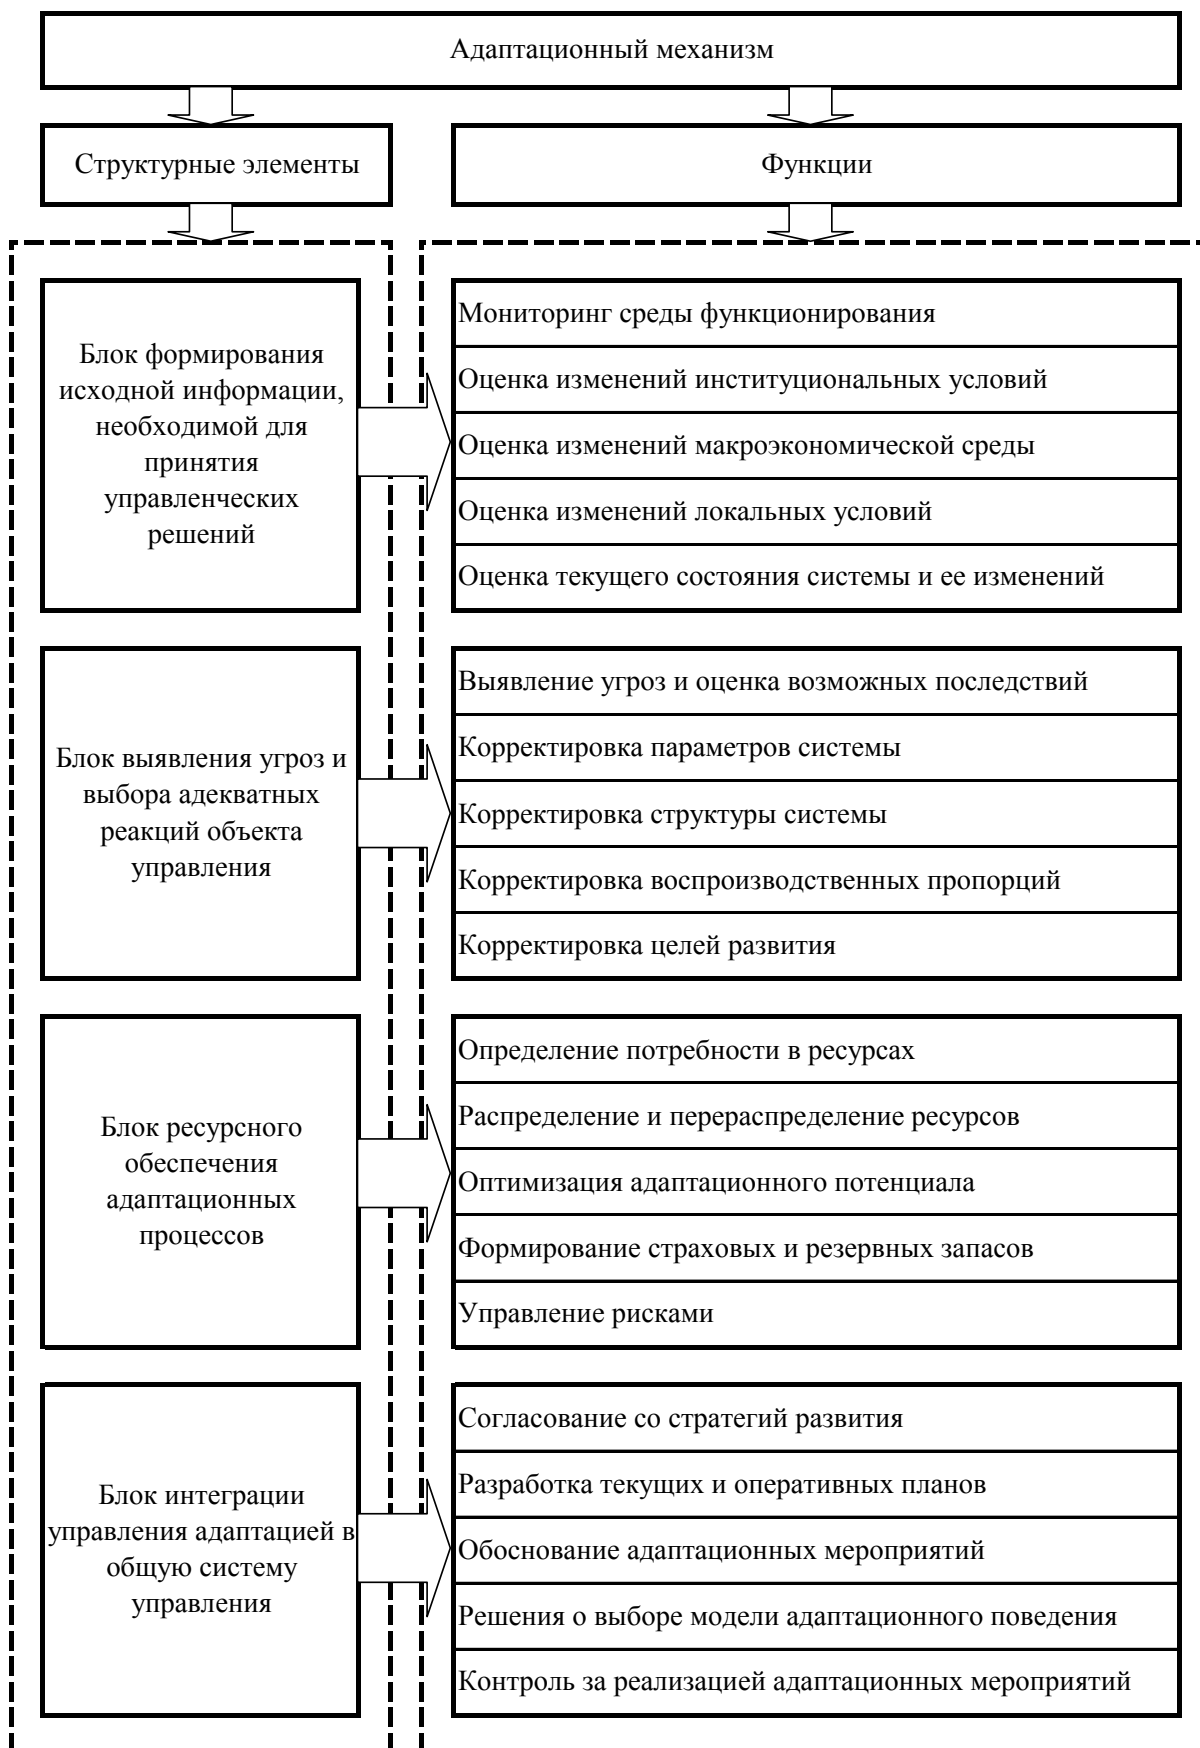 Адаптационный механизм
Структурные элементы
Функции
Блок формирования
исходной информации,
необходимой для
принятия
управленческих
решений
Мониторинг среды функционирования
Оценка изменений институциональных условий
Оценка изменений макроэкономической среды
Оценка изменений локальных условий
Оценка текущего состояния системы и ее изменений
Блок выявления угроз и
выбора адекватных
реакций объекта
управления
Выявление угроз и оценка возможных последствий
Корректировка параметров системы
Корректировка структуры системы
Корректировка воспроизводственных пропорций
Корректировка целей развития
Блок ресурсного
обеспечения
адаптационных
процессов
Определение потребности в ресурсах
Распределение и перераспределение ресурсов
Оптимизация адаптационного потенциала
Формирование страховых и резервных запасов
Управление рисками
Блок интеграции
управления адаптацией в
общую систему
управления
Согласование со стратегий развития
Разработка текущих и оперативных планов
Обоснование адаптационных мероприятий
Решения о выборе модели адаптационного поведения
Контроль за реализацией адаптационных мероприятий